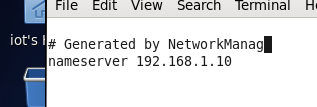 File Edit View Search Terminal
iot's
# Generated by NetworkManag
nameserver 192.168.1.10